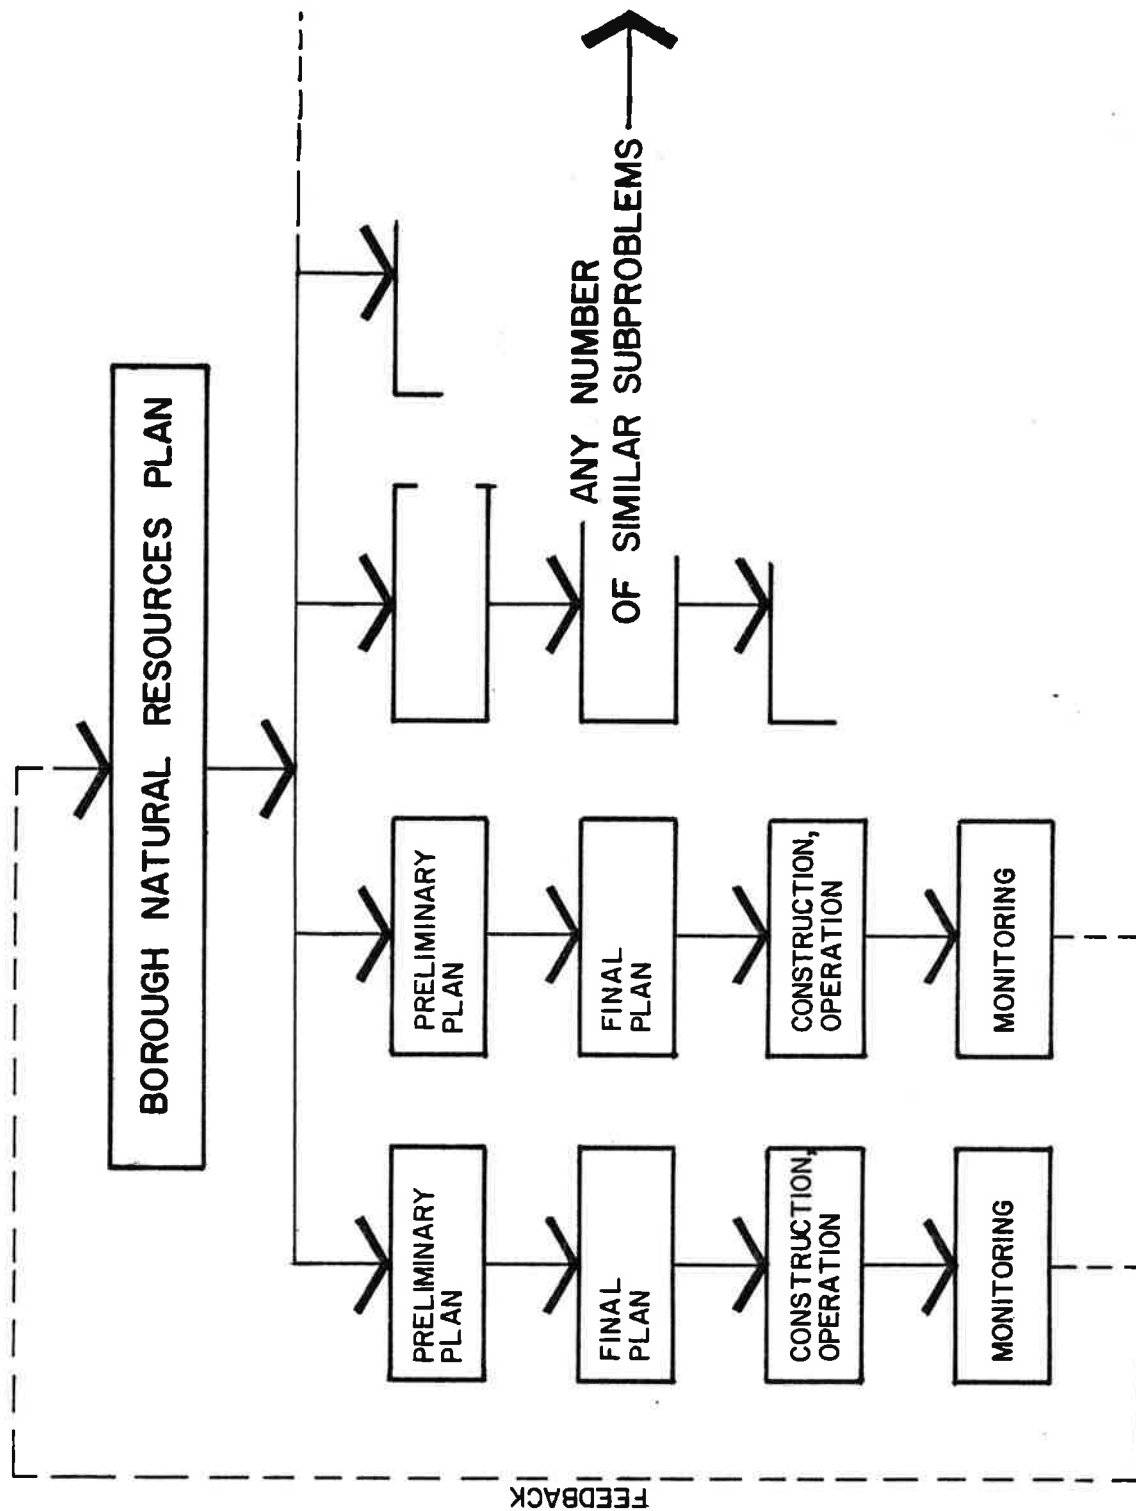 BOROUGH NATURAL RESOURCES PLAN
PRELIMINARY
PLAN
FINAL
PLAN
CONSTRUCTION,
OPERATION
MONITORING
PRELIMINARY
PLAN
FINAL
PLAN
CONSTRUCTION,
OPERATION
MONITORING
ANY NUMBER
OF SIMILAR SUBPROBLEMS
FEEDBACK